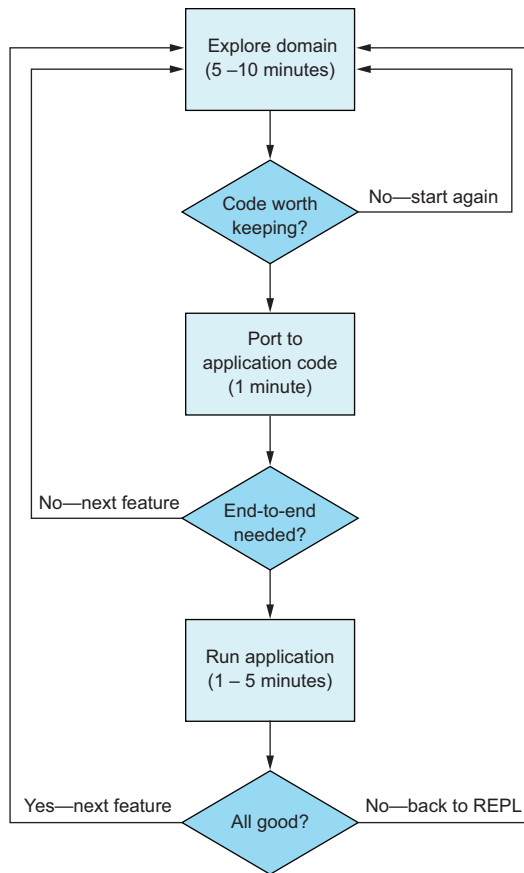 Explore domain
(5 –10 minutes)
Code worth
keeping?
No—start again
Port to
application code
(1 minute)
No—next feature
End-to-end
needed?
Run application
(1 – 5 minutes)
Yes—next feature
All good?
No—back to REPL